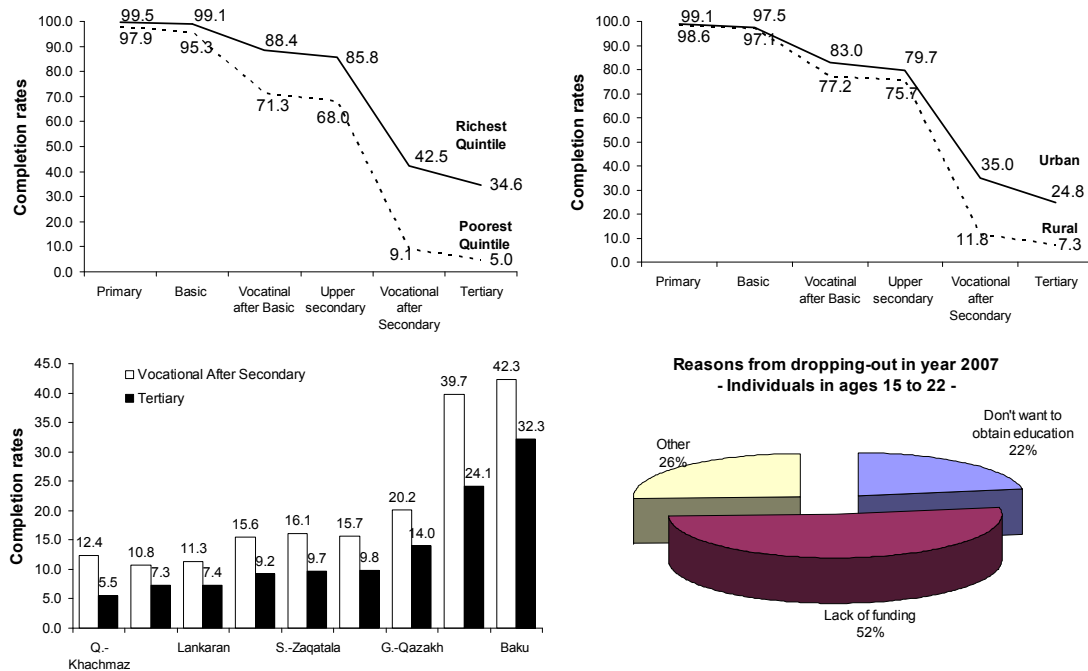 100.0
90.0
80.0
70.0
60.0
50.0
40.0
30.0
20.0
10.0
0.0
Completion rates
99.5
99.1
97.9
95.3
88.4
85.8
71.3
68.0
42.5
34.6
9.1
5.0
Richest
Quintile
Poorest
Quintile
Primary
Basic
Vocatinal
after Basic
Upper
secondary
Vocational
after
Secondary
Tertiary
100.0
90.0
80.0
70.0
60.0
50.0
40.0
30.0
20.0
10.0
0.0
Completion rates
99.1
97.5
98.6
97.1
83.0
79.7
77.2
75.7
35.0
24.8
11.8
7.3
Urban
Rural
Primary
Basic
Vocatinal
after Basic
Upper
secondary
Vocational
after
Secondary
Tertiary
45.0
40.0
35.0
30.0
25.0
20.0
15.0
10.0
5.0
0.0
Completion rates
Vocational After Secondary
Tertiary
12.4
5.5
10.8
7.3
11.3
7.4
15.6
9.2
16.1
9.7
15.7
9.8
20.2
14.0
39.7
24.1
42.3
32.3
Q.-
Khachmaz
Lankaran
S.-Zaqatala
G.-Qazakh
Baku
Reasons from dropping-out in year 2007
- Individuals in ages 15 to 22 -
Don't want to
obtain education
22%
Other
26%
Lack of funding
52%